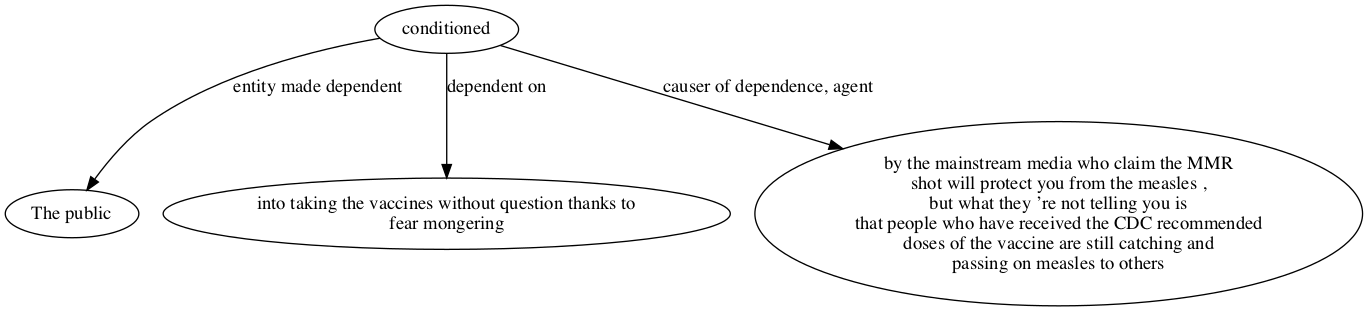 conditioned
entity made dependent
dependent on
causer of dependence, agent
The public
into taking the vaccines without question thanks to
fear mongering
by the mainstream media who claim the MMR
shot will protect you from the measles ,
but what they 're not telling you is
that people who have received the CDC recommended
doses of the vaccine are still catching and
passing on measles to others